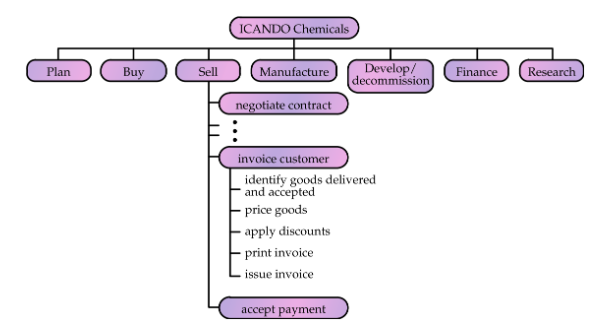 ICANDO Chemicals
Plan
Buy
Sell
Manufacture
Develop/
decommission
Finance
Research
negotiate contract
invoice customer
identify goods delivered
and accepted
price goods
apply discounts
print invoice
issue invoice
accept payment